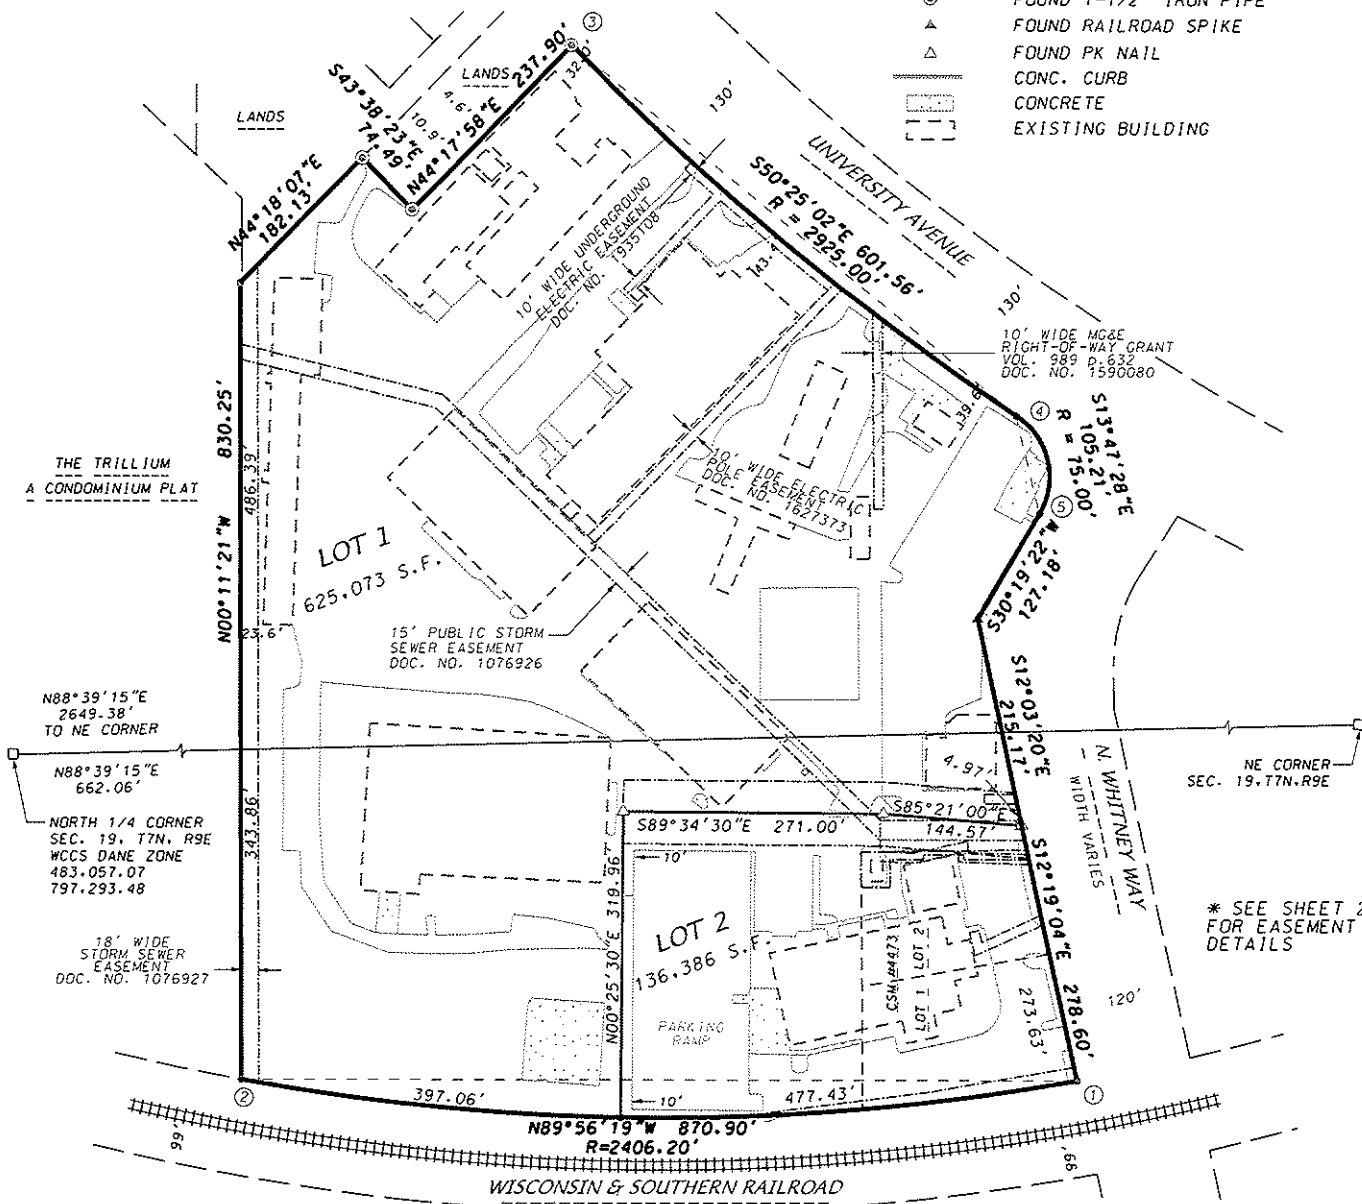 FOUND 1-1/2" IRON PIPE
FOUND RAILROAD SPIKE
FOUND PK NAIL
CONC. CURB
CONCRETE
EXISTING BUILDING
3
LANDS
LANDS
S43°38'23"E
74.49'
4.6'
10.9'
N44°17'58"E 237.90'
N44°18'07"E
182.13'
130'
UNIVERSITY AVENUE
130'
S50°25'02"E 601.56'
R = 2925.00'
10' WIDE UNDERGROUND
ELECTRIC EASEMENT
DOC. NO. 1935108
10' WIDE MG&E
RIGHT-OF-WAY GRANT
VOL. 989 p.632
DOC. NO. 1590080
39.6'
4
S13°47'28"E
105.21'
R = 75.00'
5
S30°19'22"W
127.18'
10' WIDE ELECTRIC
POLE EASEMENT
DOC. NO. 1627373
THE TRILLIUM
A CONDOMINIUM PLAT
N00°11'21"W 830.25'
486.39'
23.6'
LOT 1
625,073 S.F.
15' PUBLIC STORM
SEWER EASEMENT
DOC. NO. 1076926
N88°39'15"E
2649.38'
TO NE CORNER
N88°39'15"E
662.06'
NORTH 1/4 CORNER
SEC. 19, T7N, R9E
WCCS DANE ZONE
483,057.07
797,293.48
18' WIDE
STORM SEWER
EASEMENT
DOC. NO. 1076927
343.86'
S12°03'20"E
215.17'
4.97'
NE CORNER
SEC. 19,T7N,R9E
N. WHITNEY WAY
WIDTH VARIES
S89°34'30"E 271.00'
S85°21'00"E
144.57'
N00°25'30"E 319.96'
10'
LOT 2
136,386 S.F.
CSM #4473
LOT 1 LOT 2
PARKING
RAMP
S12°19'04"E 278.60'
273.63'
120'
* SEE SHEET 2
FOR EASEMENT
DETAILS
2
397.06'
10'
477.43'
1
N89°56'19"W 870.90'
R=2406.20'
99'
66'
WISCONSIN & SOUTHERN RAILROAD